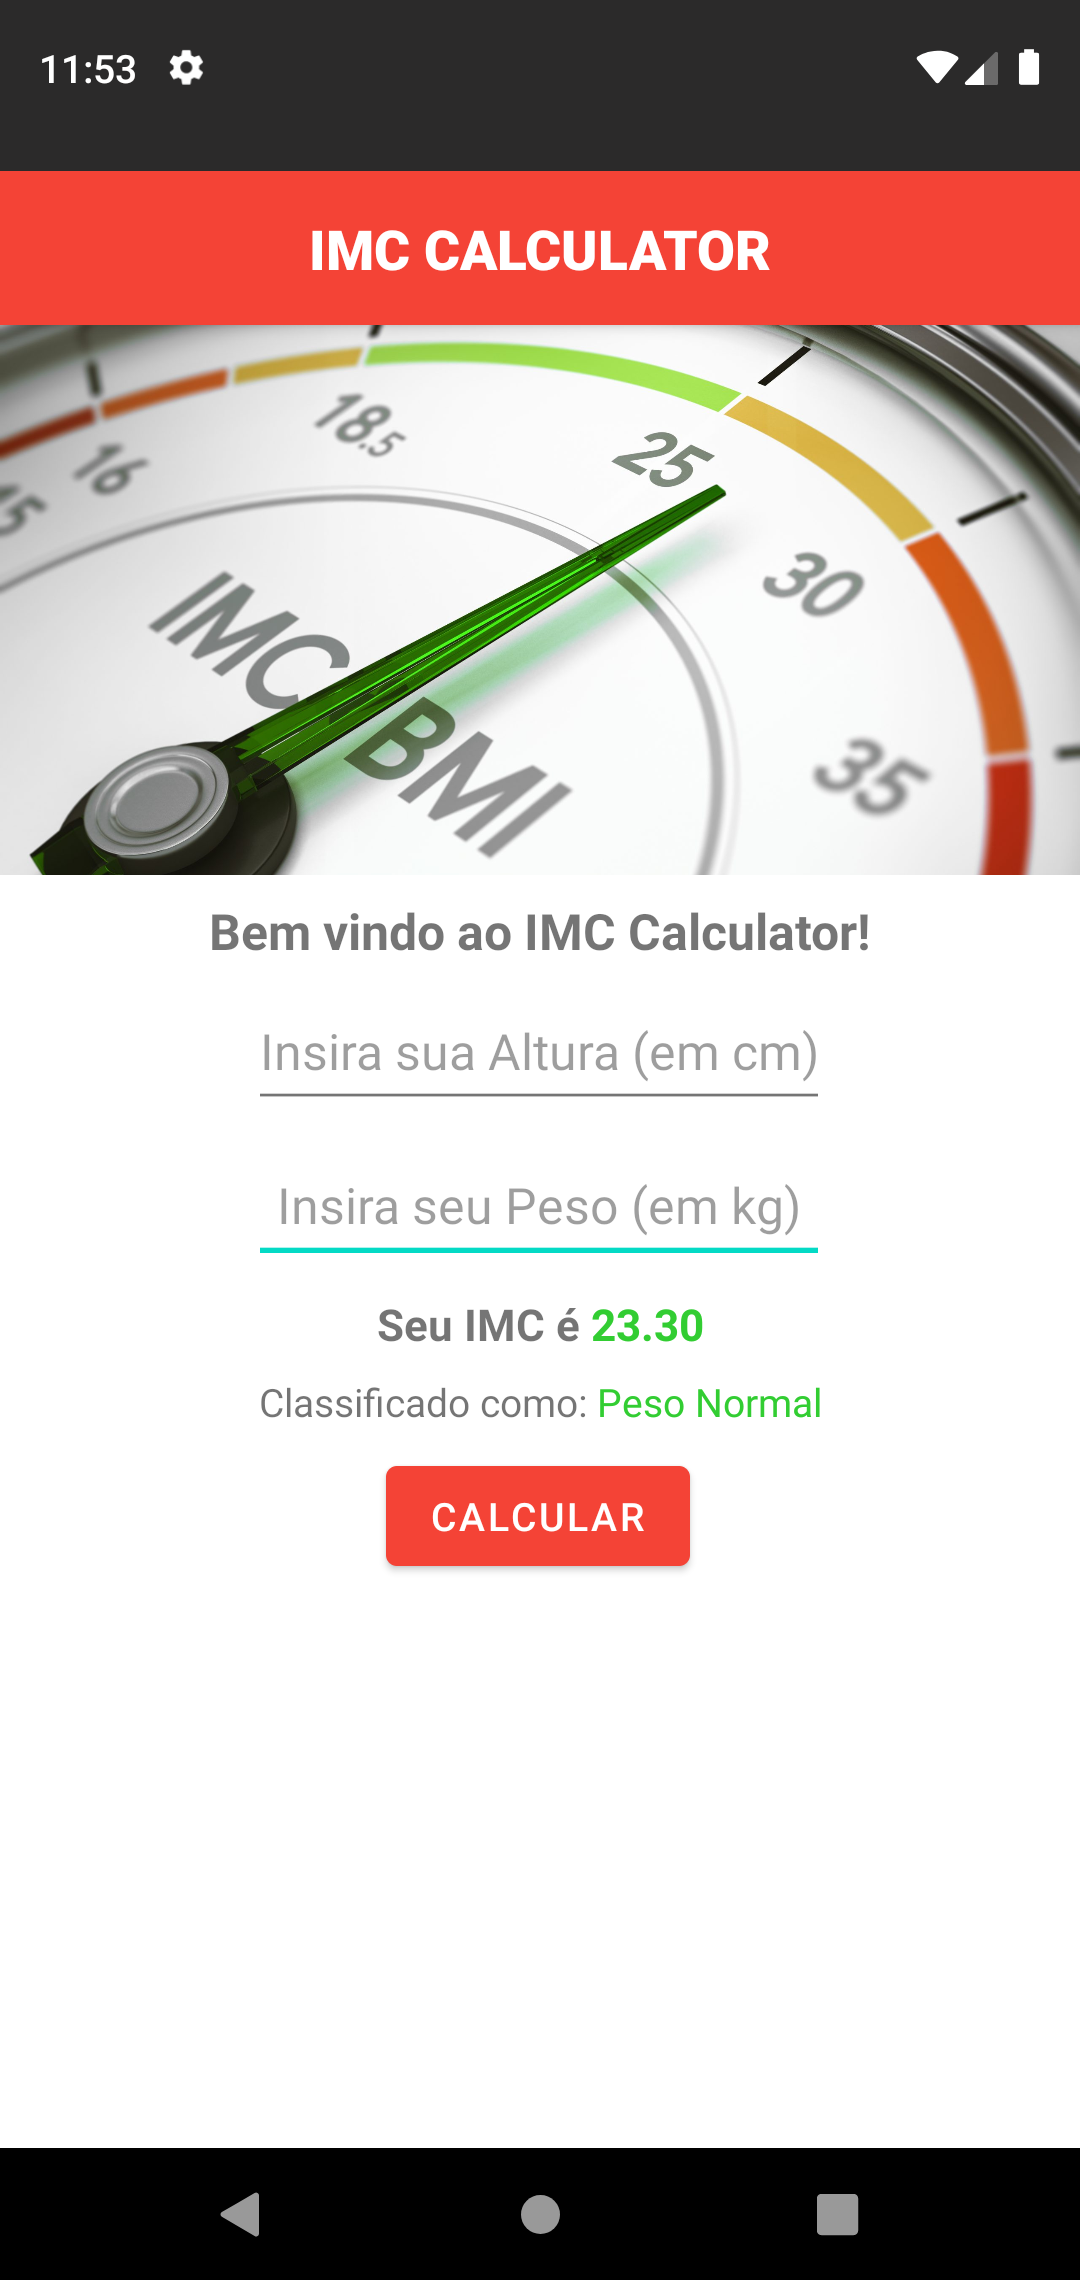 11:53
IMC CALCULATOR
18.5
25
16
15
30
IMC
BMI
35
Bem vindo ao IMC Calculator!
Insira sua Altura (em cm)
Insira seu Peso (em kg)
Seu IMC é 23.30
Classificado como: Peso Normal
CALCULAR